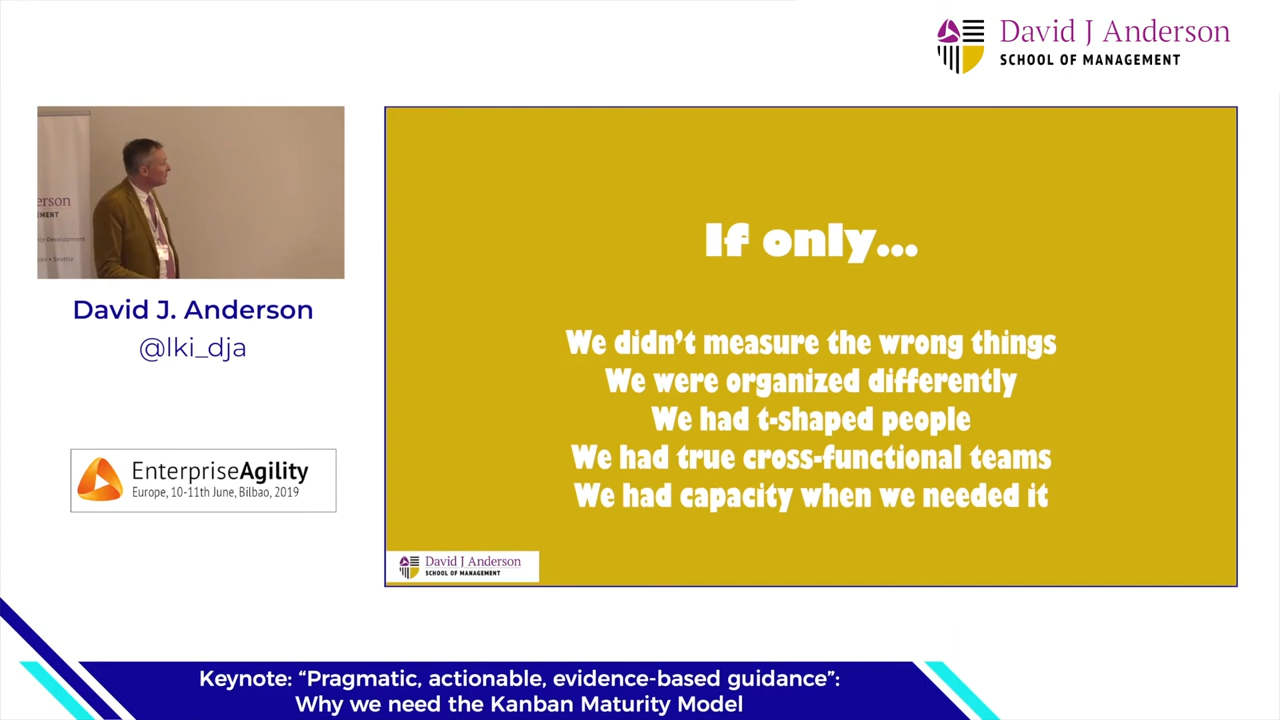 David J Anderson
SCHOOL OF MANAGEMENT
erson
EMENT
David J. Anderson
@lki_dja
EnterpriseAgility
Europe, 10-11th June, Bilbao, 2019
If only...
We didn't measure the wrong things
We were organized differently
We had t-shaped people
We had true cross-functional teams
We had capacity when we needed it
David J Anderson
SCHOOL OF MANAGEMENT
Keynote: “Pragmatic, actionable, evidence-based guidance”:
Why we need the Kanban Maturity Model